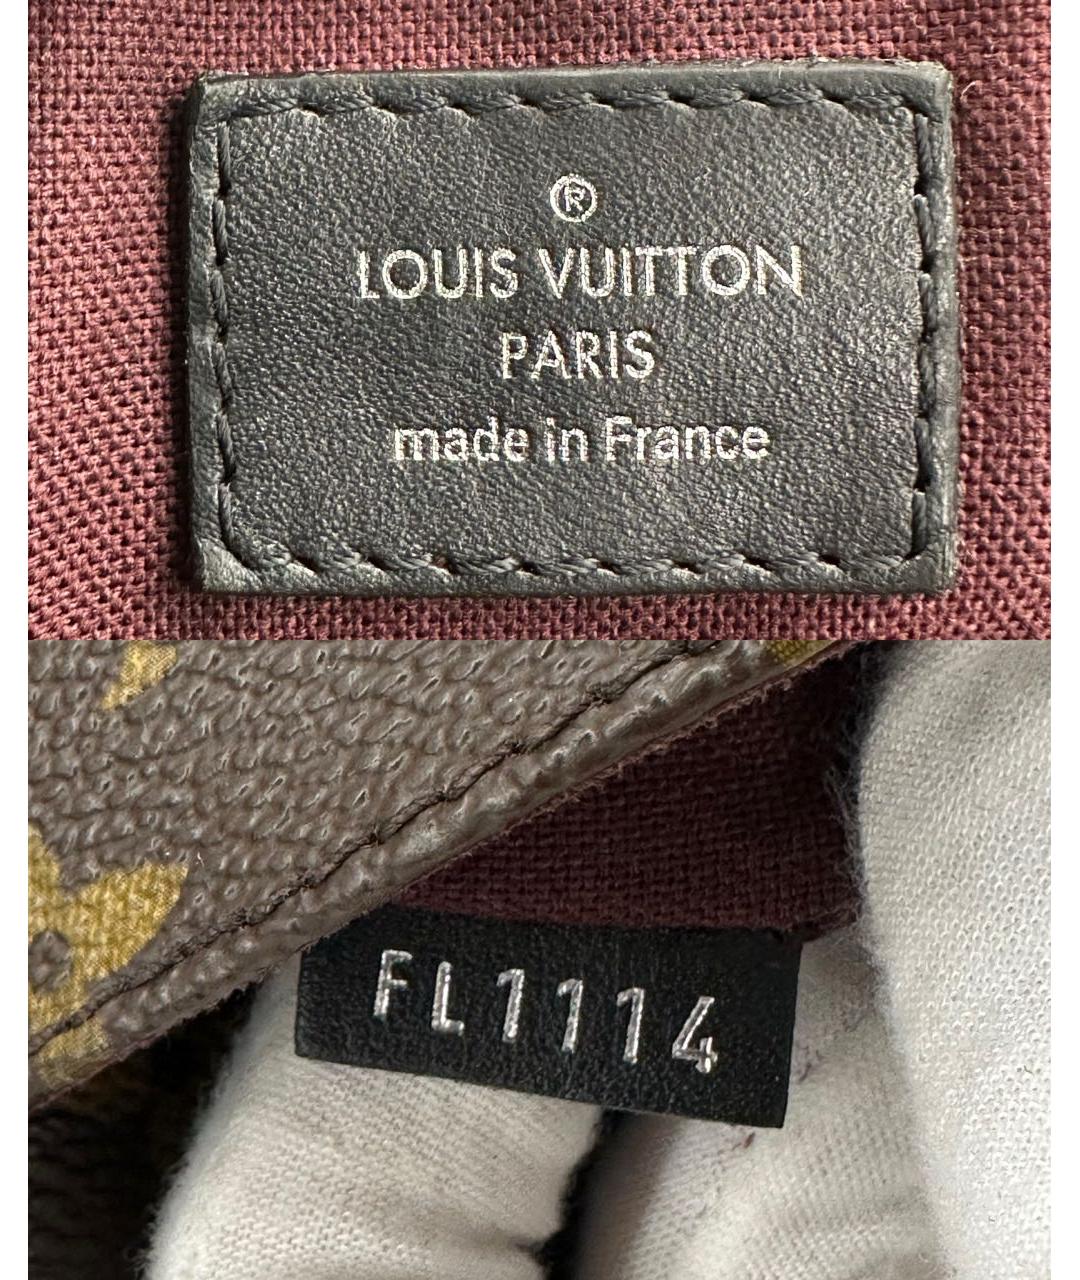 ®
LOUIS VUITTON
PARIS
made in France
FL1114